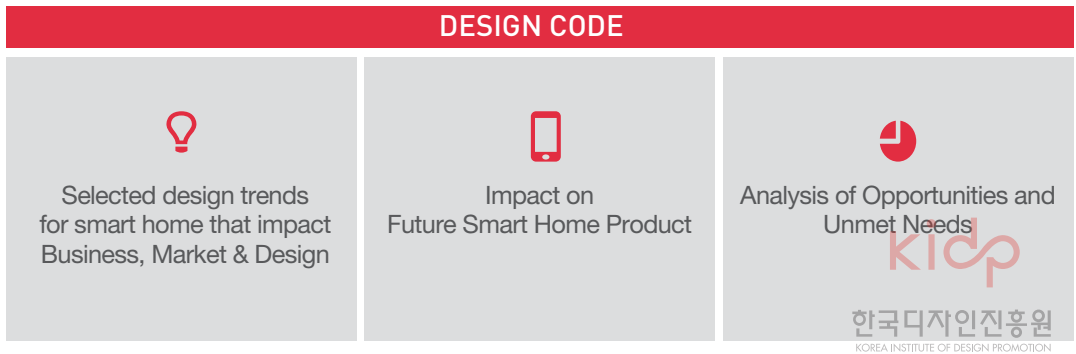 DESIGN CODE
Selected design trends
for smart home that impact
Business, Market & Design
Impact on
Future Smart Home Product
Analysis of Opportunities and
Unmet Needs
kidp
한국디자인진흥원
KOREA INSTITUTE OF DESIGN PROMOTION